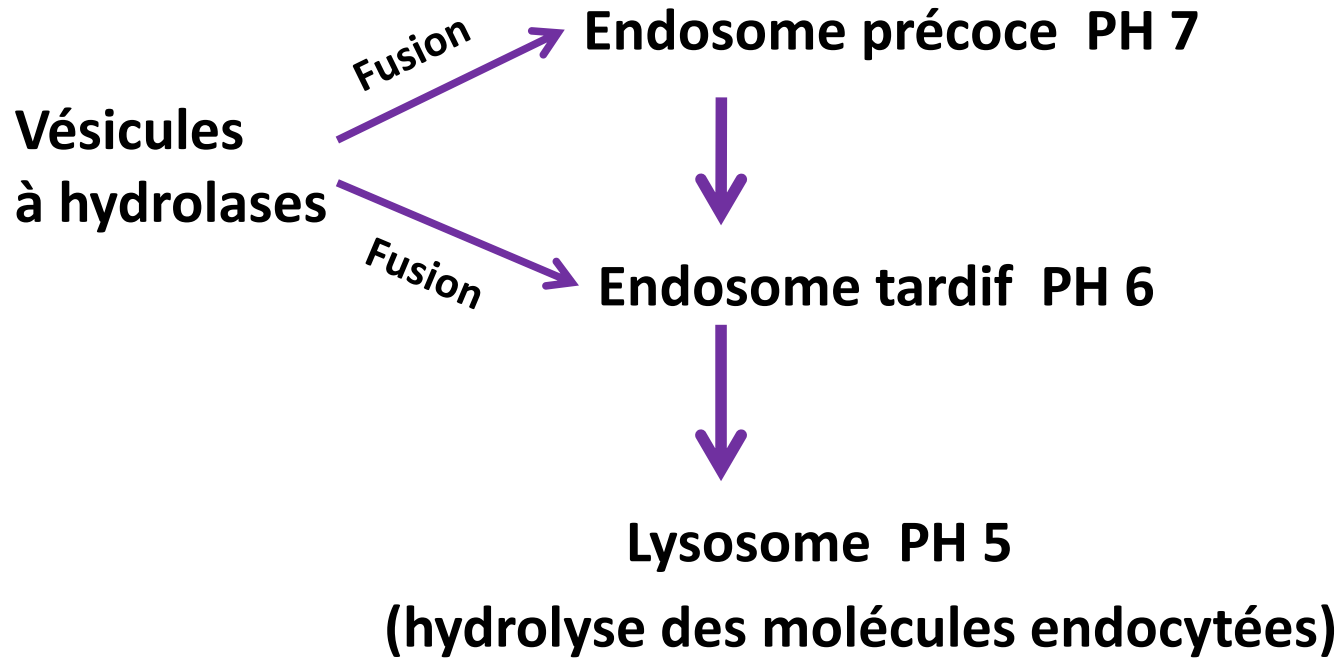 Fusion
Endosome précoce PH 7
Vésicules
à hydrolases
Fusion
Endosome tardif PH 6
Lysosome PH 5
(hydrolyse des molécules endocytées)